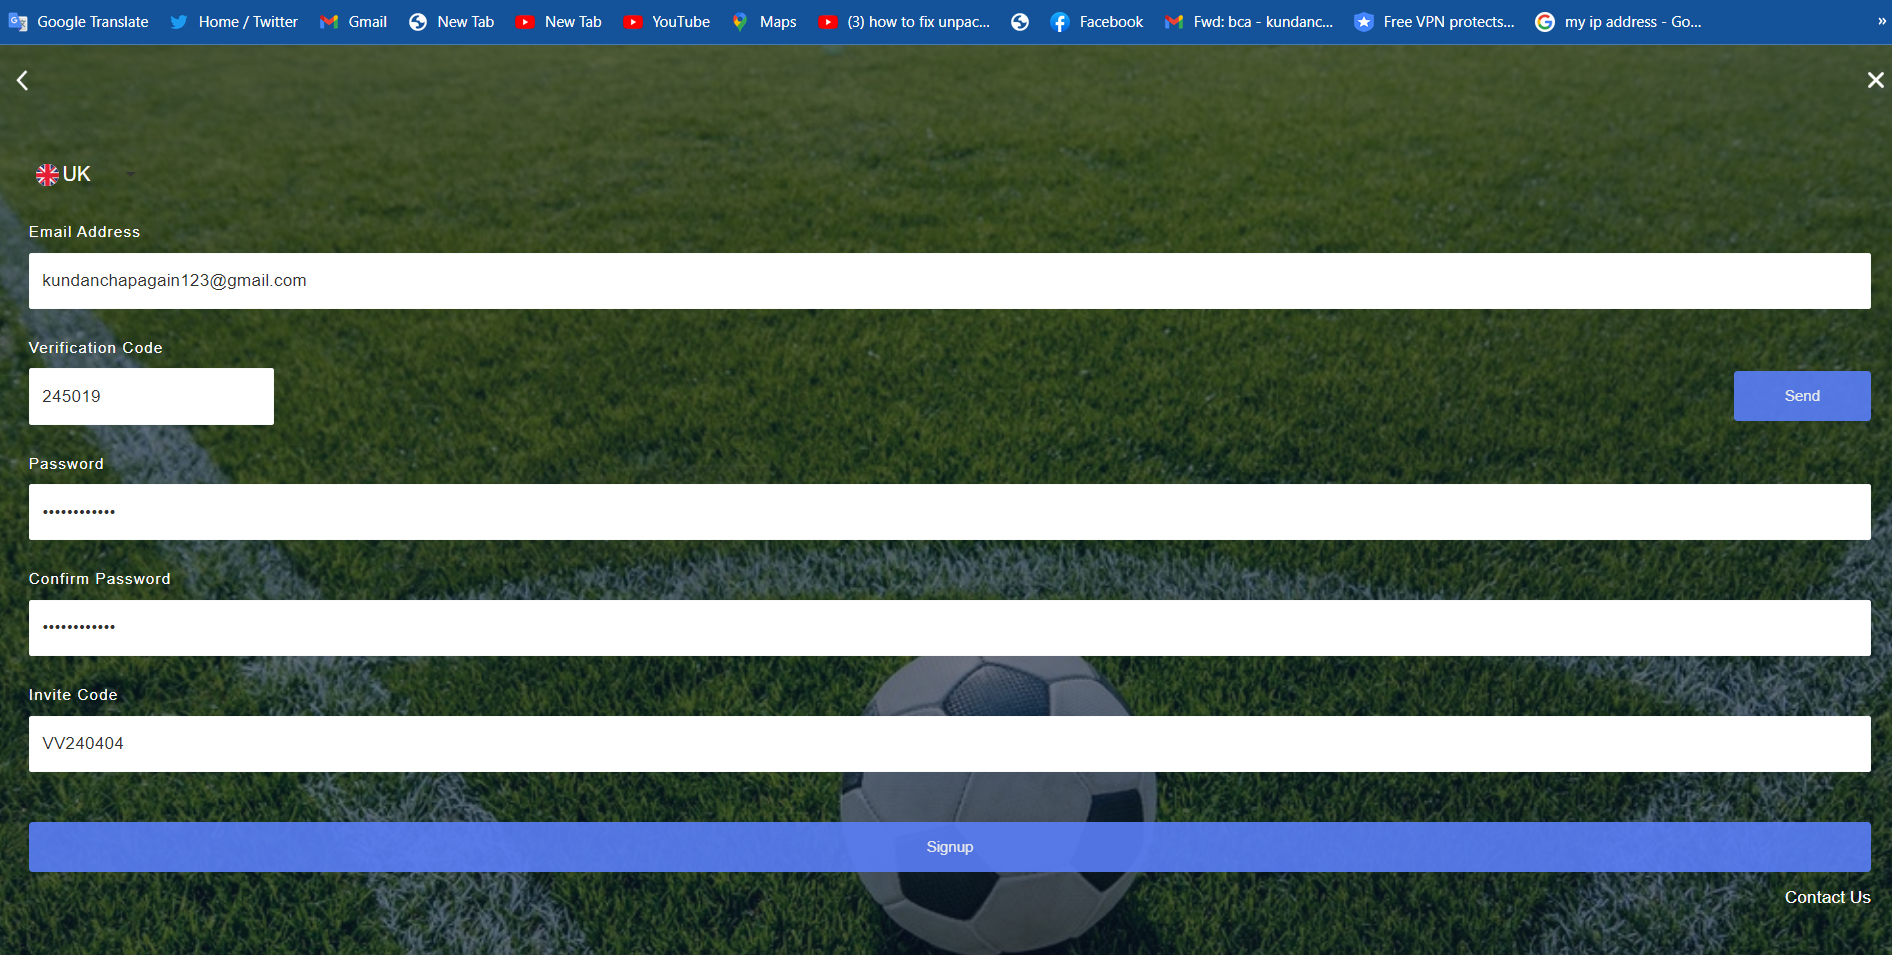 Google Translate Home / Twitter Gmail New Tab New Tab YouTube Maps (3) how to fix unpac... Facebook Fwd: bca - kundanc... Free VPN protects... my ip address - Go... »
UK
Email Address
kundanchapagain123@gmail.com
Verification Code
245019 Send
Password
••••••••••••
Confirm Password
••••••••••••
Invite Code
VV240404
Signup
Contact Us